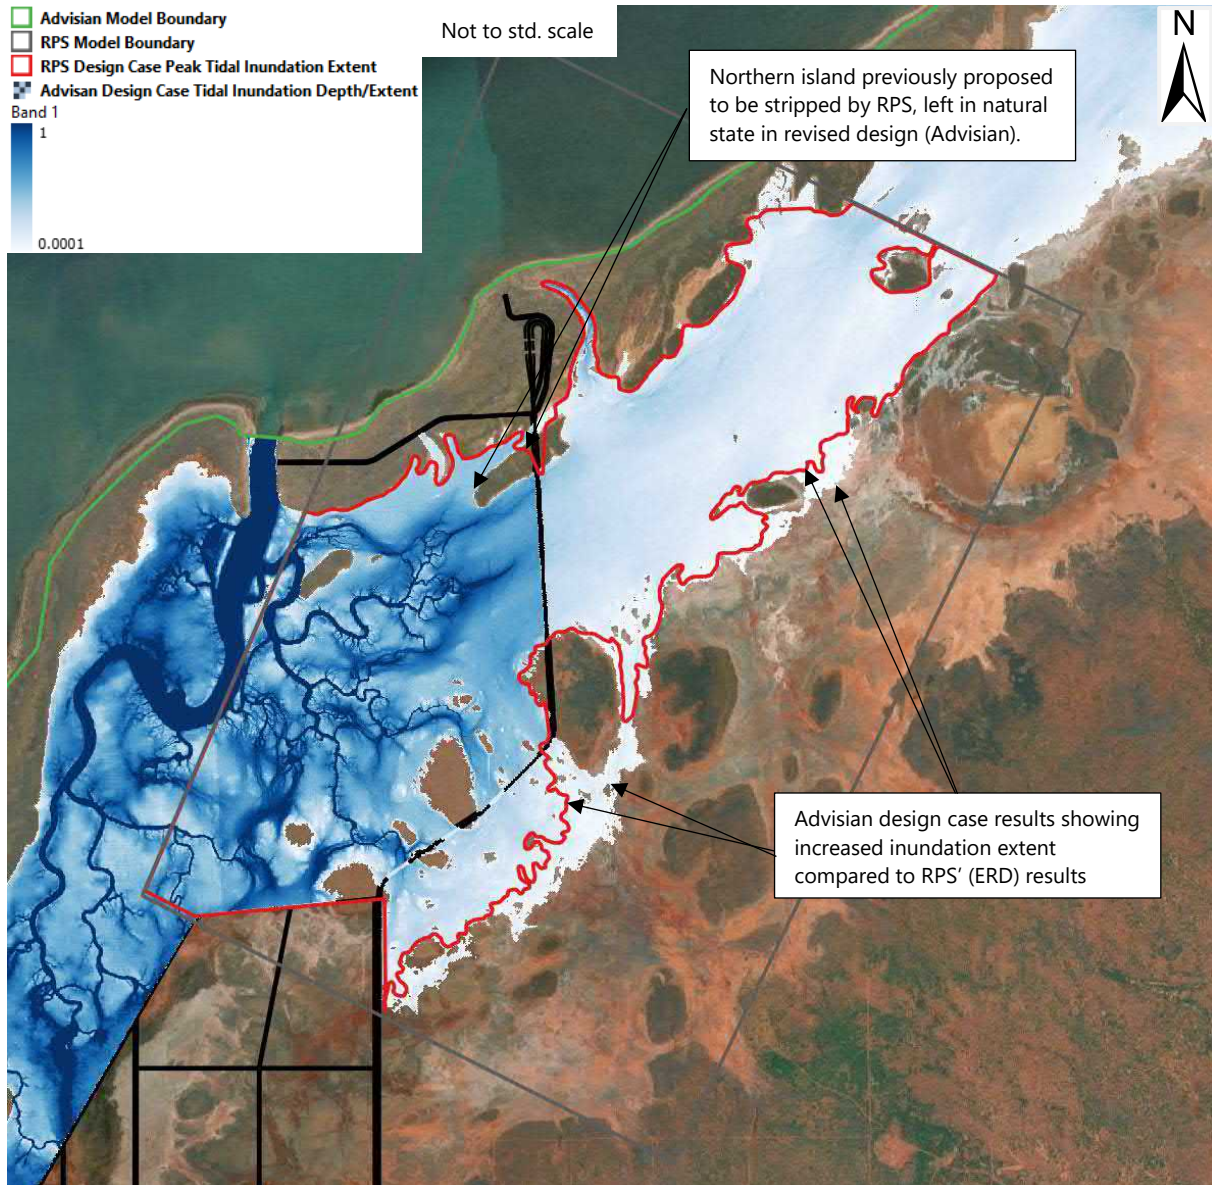 Advisian Model Boundary
RPS Model Boundary
RPS Design Case Peak Tidal Inundation Extent
Advisan Design Case Tidal Inundation Depth/Extent
Band 1
1
0.0001
Not to std. scale
N
Northern island previously proposed
to be stripped by RPS, left in natural
state in revised design (Advisian).
Advisian design case results showing
increased inundation extent
compared to RPS' (ERD) results